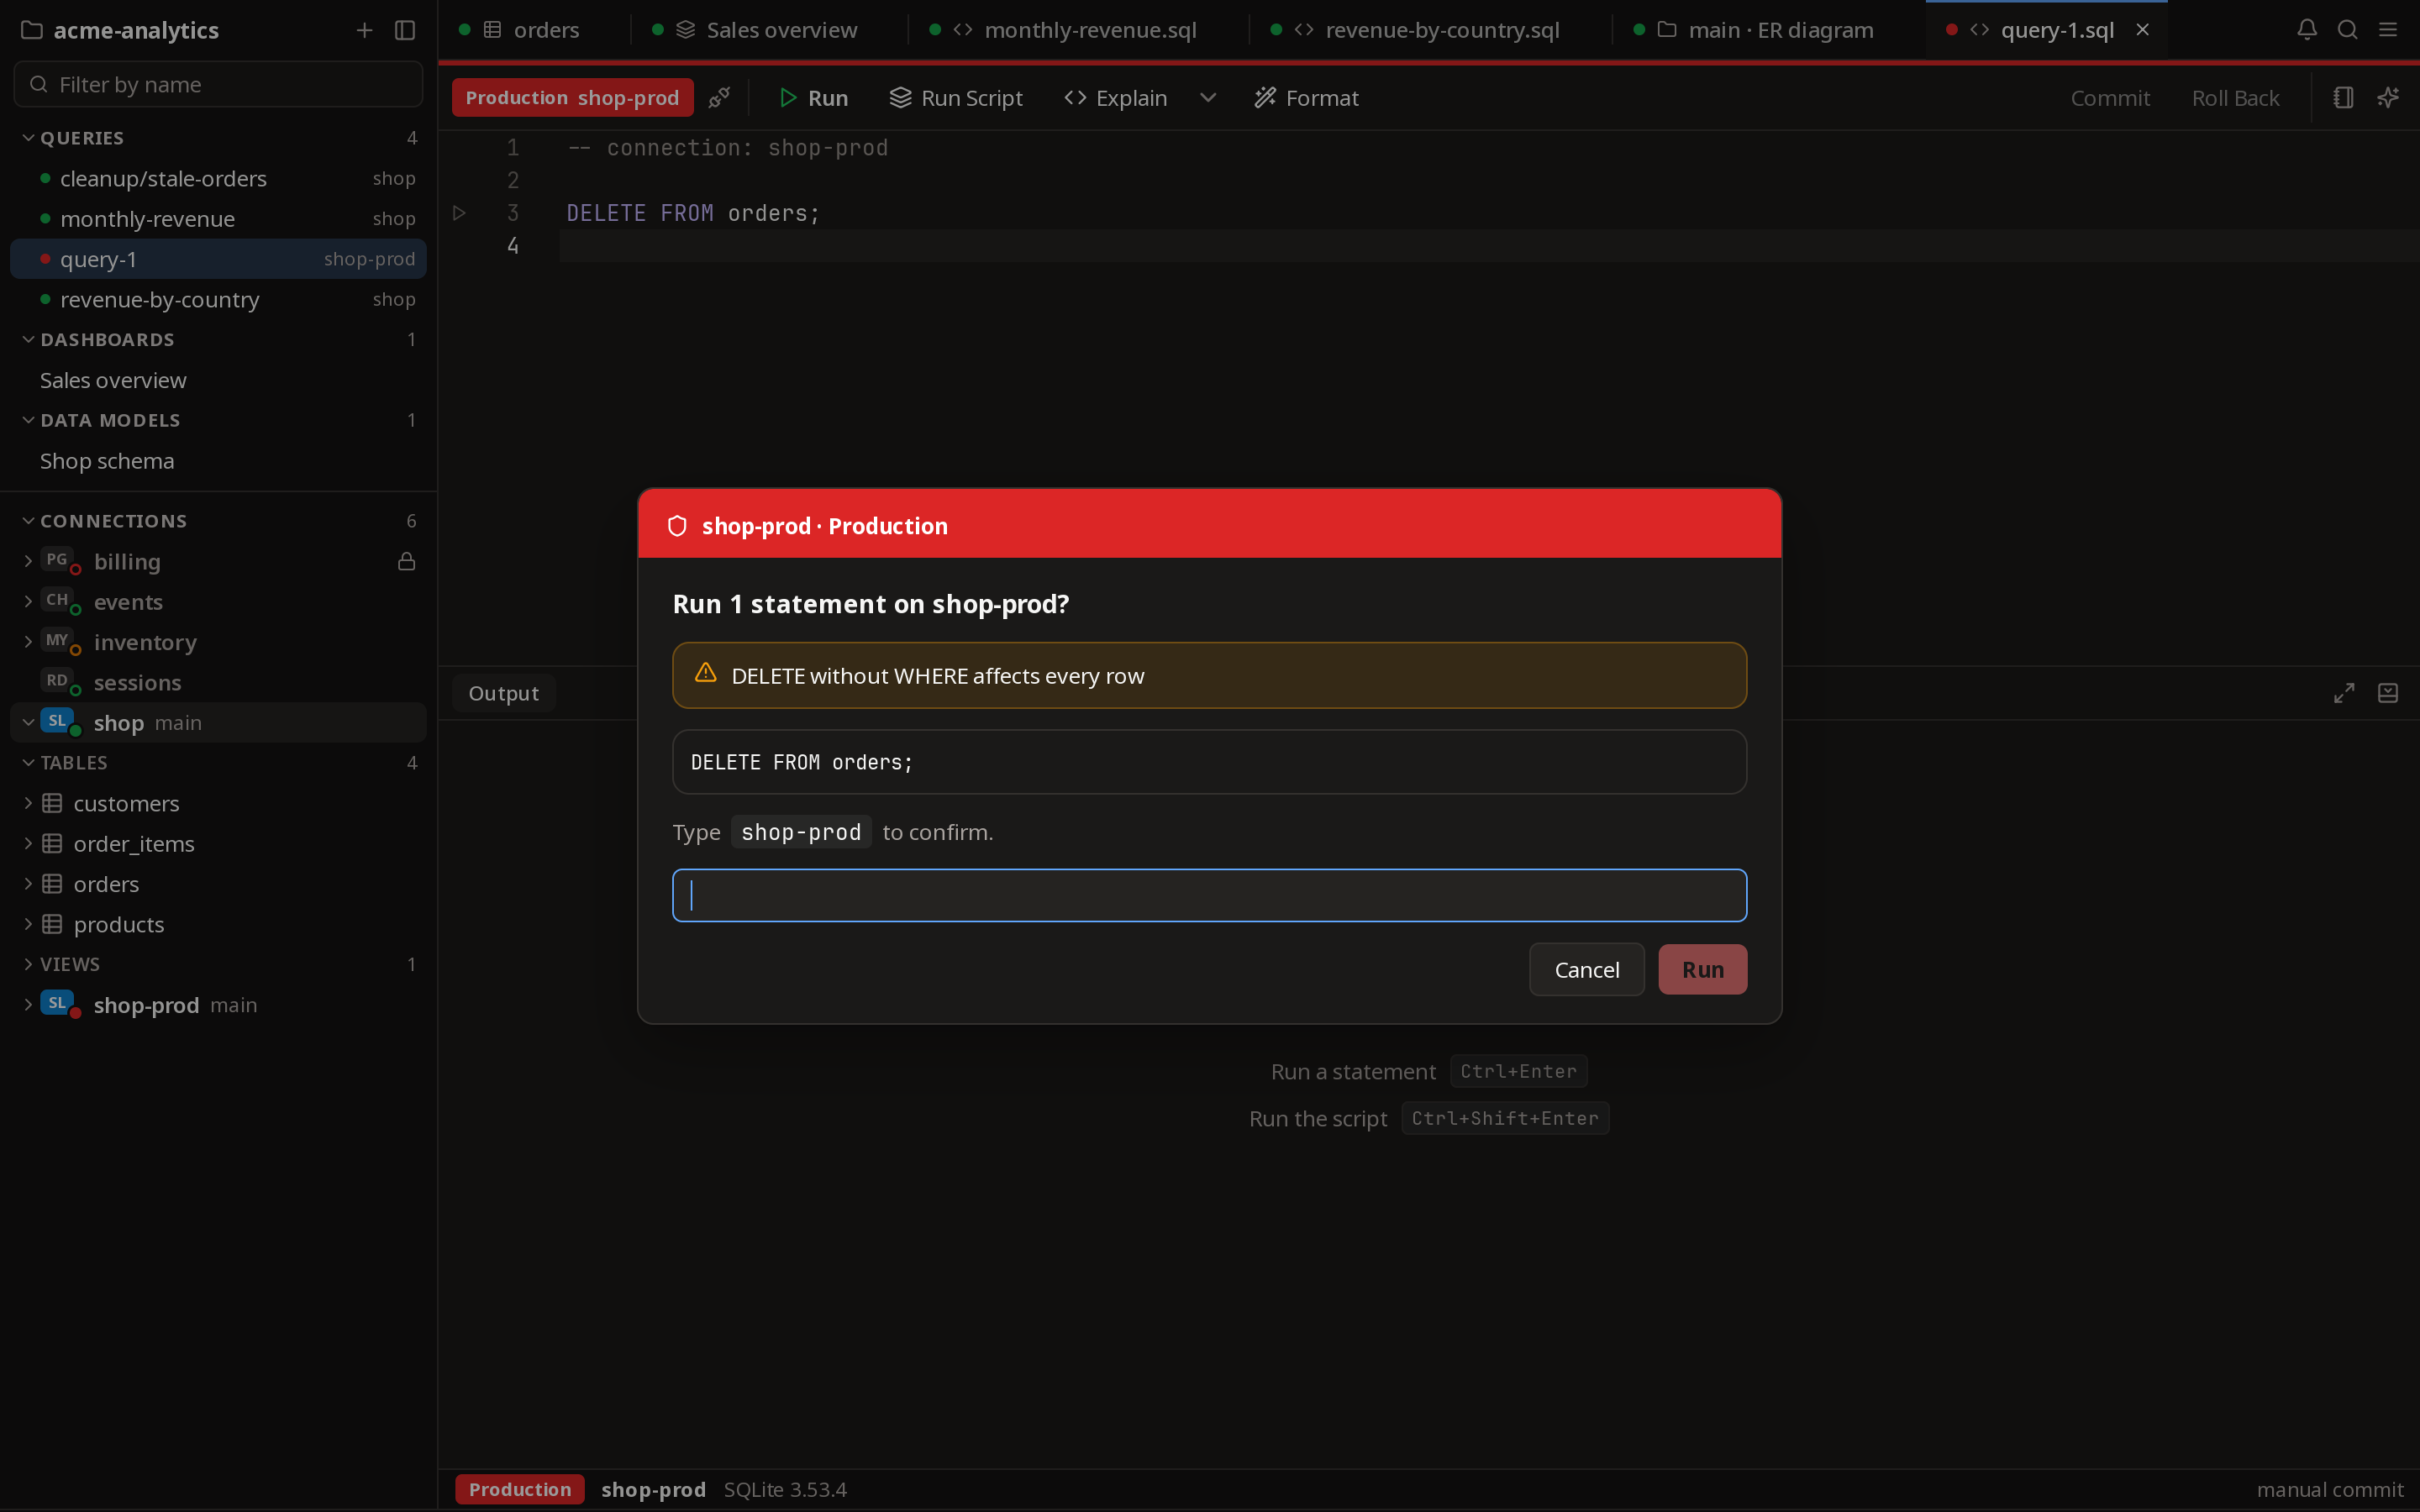 acme-analytics
Filter by name
QUERIES 4
cleanup/stale-orders shop
monthly-revenue shop
query-1 shop-prod
revenue-by-country shop
DASHBOARDS 1
Sales overview
DATA MODELS 1
Shop schema
CONNECTIONS 6
PG billing
CH events
MY inventory
RD sessions
SL shop main
TABLES 4
customers
order_items
orders
products
VIEWS 1
SL shop-prod main
orders Sales overview monthly-revenue.sql revenue-by-country.sql main · ER diagram query-1.sql
Production shop-prod Run Run Script Explain Format Commit Roll Back
1 -- connection: shop-prod
2
3 DELETE FROM orders;
4
Output
shop-prod · Production
Run 1 statement on shop-prod?
DELETE without WHERE affects every row
DELETE FROM orders;
Type shop-prod to confirm.
Cancel Run
Run a statement Ctrl+Enter
Run the script Ctrl+Shift+Enter
Production shop-prod SQLite 3.53.4 manual commit